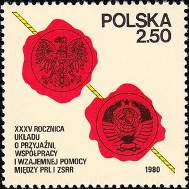 POLSKA
2.50
XXXV ROCZNICA
UKŁADU
O PRZYJAŹNI,
WSPÓŁPRACY
I WZAJEMNEJ POMOCY
MIĘDZY PRL I ZSRR
1980